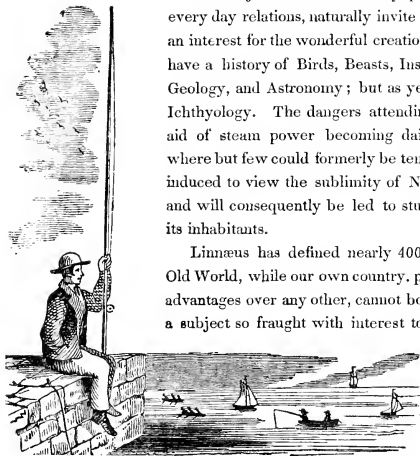 every day relations, naturally invite
an interest for the wonderful creatio
have a history of Birds, Beasts, Ins
Geology, and Astronomy; but as ye
Ichthyology. The dangers attendin
aid of steam power becoming dai
where but few could formerly be ten
induced to view the sublimity of N
and will consequently be led to stu
its inhabitants.
Linnæus has defined nearly 400
Old World, while our own country, p
advantages over any other, cannot be
a subject so fraught with interest to